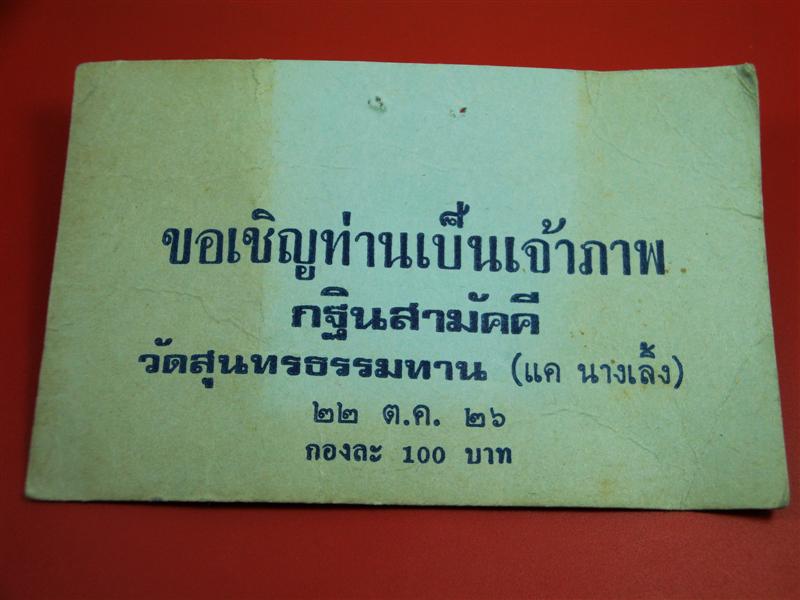 ขอเชิญท่านเป็นเจ้าภาพ
กฐินสามัคคี
วัดสุนทรธรรมทาน (แค นางเลิ้ง)
๒๒ ต.ค. ๒๖
กองละ 100 บาท